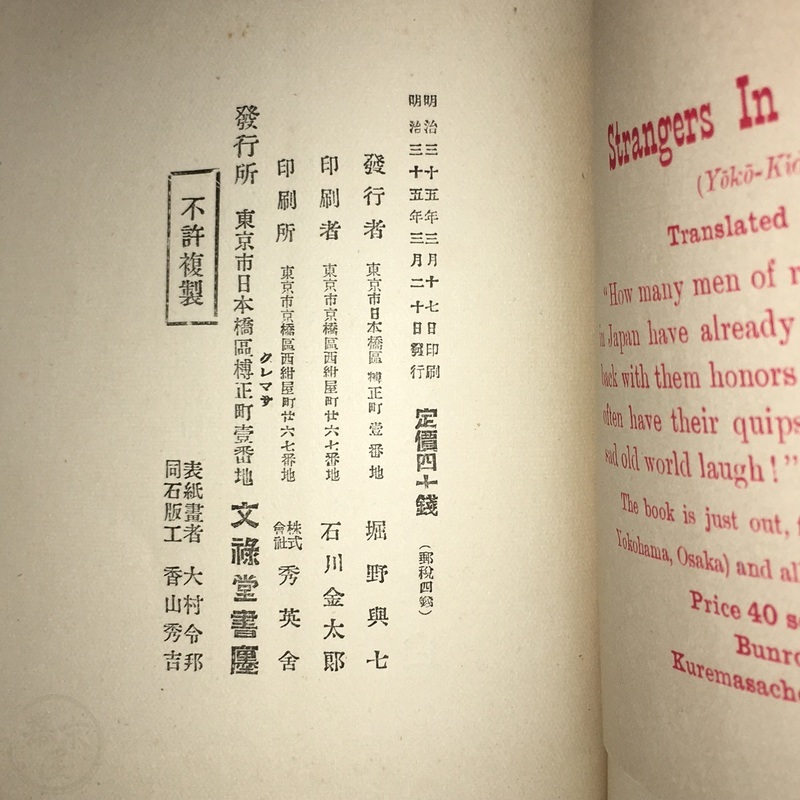 明治三十五年三月十七日印刷
明治三十五年三月二十日發行
定價四十錢
(郵稅四錢)
發行者 東京市日本橋區榑正町壹番地 堀野與七
印刷者 東京市京橋區西紺屋町廿六七番地 石川金太郎
印刷所 東京市京橋區西紺屋町廿六七番地 株式會社 秀英舍
發行所 東京市日本橋區榑正町壹番地 文祿堂書鄽
クレマサ
不許複製
表紙畫者 大村令邦
同石版工 香山秀吉
Strangers In
(Yōkō-Kid
Translated
"How many men of r
in Japan have already
back with them honors
often have their quips
sad old world laugh!"
The book is just out,
Yokohama, Osaka) and al
Price 40 s
Bunro
Kuremasacho